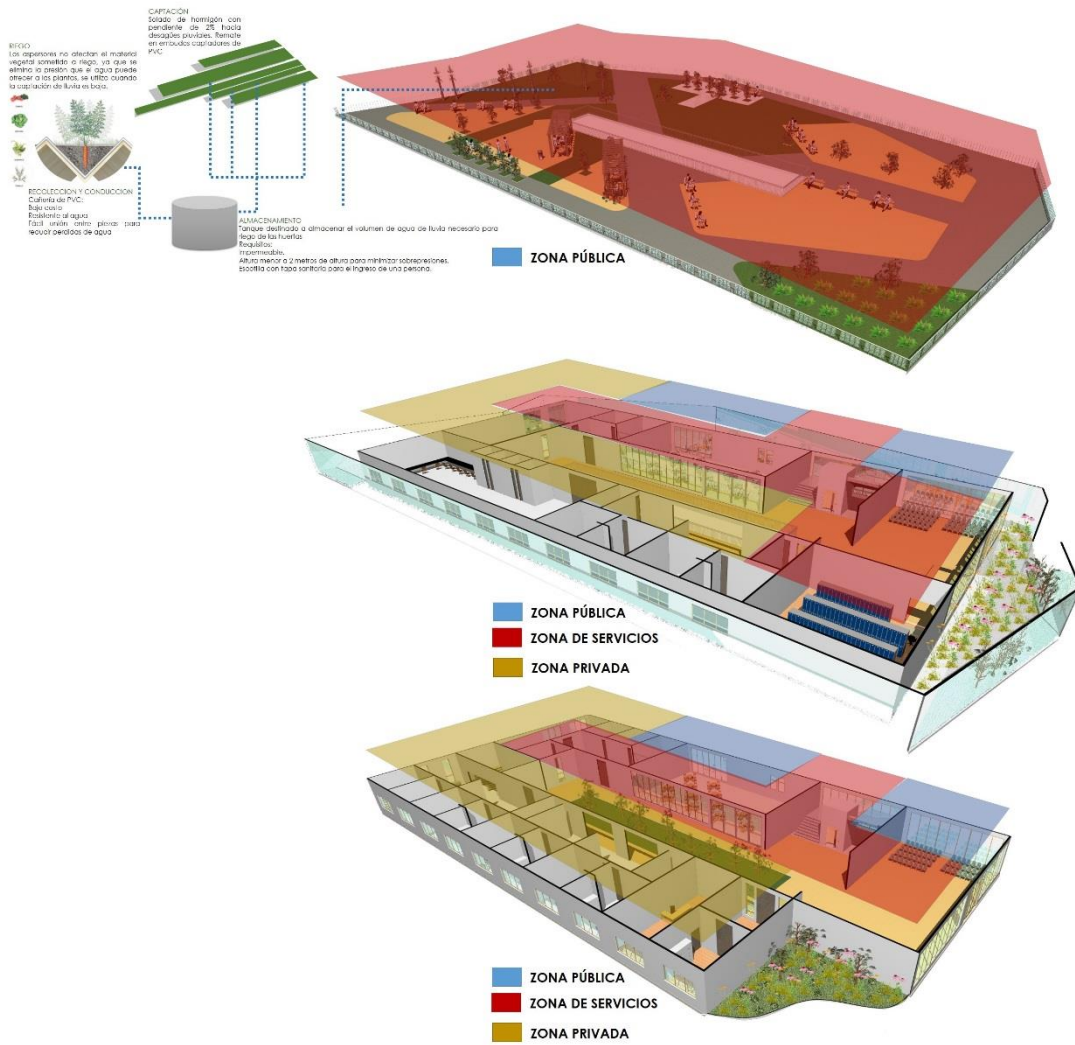 CAPTACIÓN
Solado de hormigón con
pendiente de 2% hacia
desagües pluviales. Remate
en embudos captadores de
PVC
RIEGO
Los aspersores no afectan el material
vegetal sometido a riego, ya que se
elimina la presión que el agua puede
ofrecer a las plantas, se utiliza cuando
la captación de lluvia es baja.
RECOLECCION Y CONDUCCION
Cañería de PVC:
Bajo costo
Resistente al agua
Fácil unión entre piezas para
reducir perdidas de agua
ALMACENAMIENTO
Tanque destinado a almacenar el volumen de agua de lluvia necesario para
riego de las huertas
Requisitos:
Impermeable.
Altura menor a 2 metros de altura para minimizar sobrepresiones.
Escotilla con tapa sanitaria para el ingreso de una persona.
ZONA PÚBLICA
ZONA PÚBLICA
ZONA DE SERVICIOS
ZONA PRIVADA
ZONA PÚBLICA
ZONA DE SERVICIOS
ZONA PRIVADA